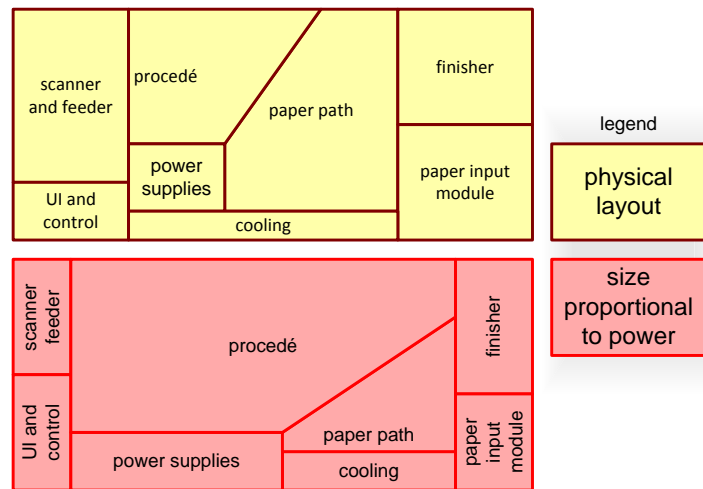 scanner
and feeder
procedé
paper path
finisher
power
supplies
UI and
control
cooling
paper input
module
legend
physical
layout
scanner
feeder
procedé
finisher
UI and
control
power supplies
paper path
cooling
paper
input
module
size
proportional
to power